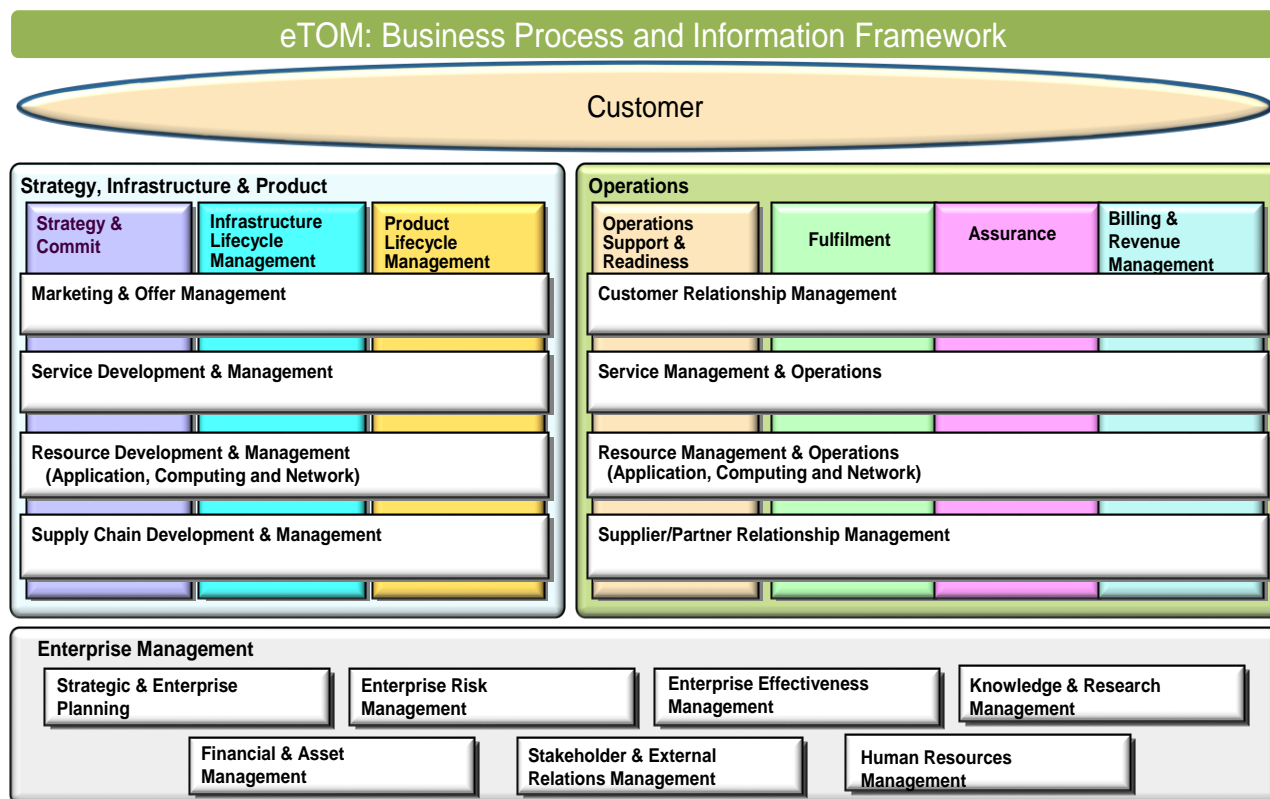 eTOM: Business Process and Information Framework
Customer
Strategy, Infrastructure & Product
Strategy &
Commit
Infrastructure
Lifecycle
Management
Product
Lifecycle
Management
Marketing & Offer Management
Service Development & Management
Resource Development & Management
(Application, Computing and Network)
Supply Chain Development & Management
Operations
Operations
Support &
Readiness
Fulfilment
Assurance
Billing &
Revenue
Management
Customer Relationship Management
Service Management & Operations
Resource Management & Operations
(Application, Computing and Network)
Supplier/Partner Relationship Management
Enterprise Management
Strategic & Enterprise
Planning
Enterprise Risk
Management
Enterprise Effectiveness
Management
Knowledge & Research
Management
Financial & Asset
Management
Stakeholder & External
Relations Management
Human Resources
Management